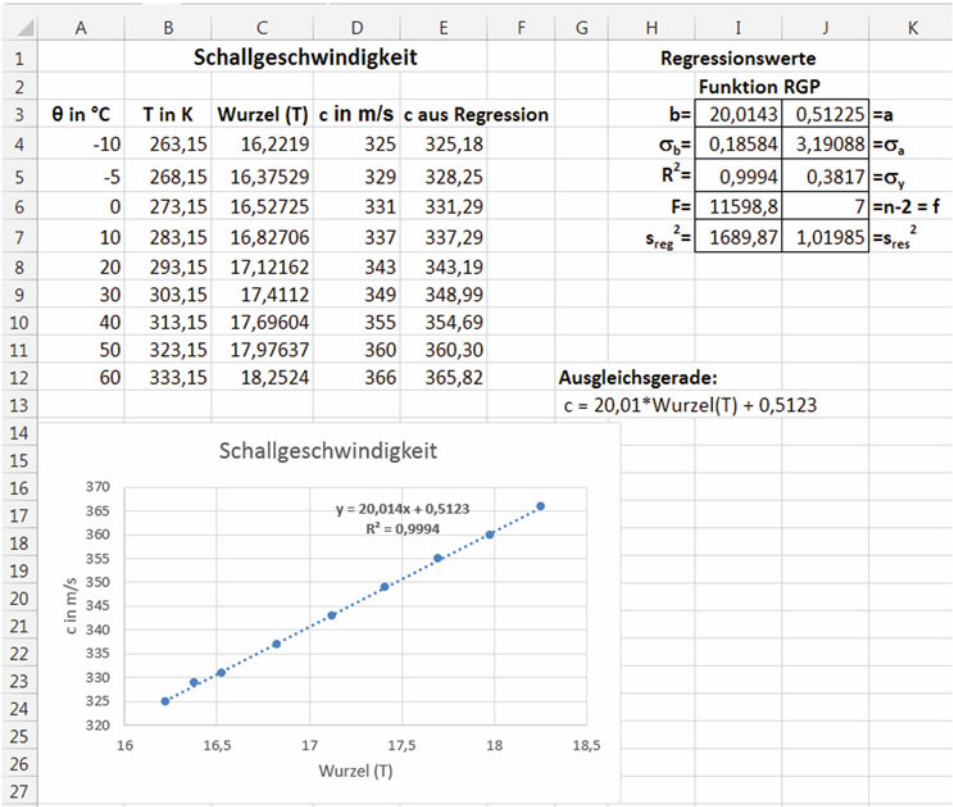 A B C D E F G H I J K
1 Schallgeschwindigkeit Regressionswerte
2 Funktion RGP
3 θ in °C T in K Wurzel (T) c in m/s c aus Regression b= 20,0143 0,51225 =a
4 -10 263,15 16,2219 325 325,18 σb= 0,18584 3,19088 =σa
5 -5 268,15 16,37529 329 328,25 R²= 0,9994 0,3817 =σy
6 0 273,15 16,52725 331 331,29 F= 11598,8 7 =n-2 = f
7 10 283,15 16,82706 337 337,29 sreg²= 1689,87 1,01985 =sres²
8 20 293,15 17,12162 343 343,19
9 30 303,15 17,4112 349 348,99
10 40 313,15 17,69604 355 354,69
11 50 323,15 17,97637 360 360,30
12 60 333,15 18,2524 366 365,82 Ausgleichsgerade:
13 c = 20,01*Wurzel(T) + 0,5123
14
15
16
17
18
19
20
21
22
23
24
25
26
27
Schallgeschwindigkeit
y = 20,014x + 0,5123
R² = 0,9994
c in m/s
370
365
360
355
350
345
340
335
330
325
320
16 16,5 17 17,5 18 18,5
Wurzel (T)